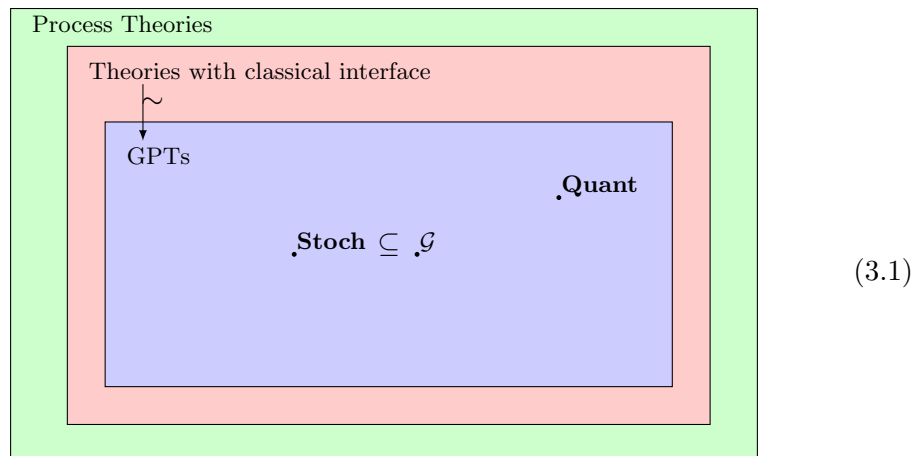 Process Theories
Theories with classical interface
∼
GPTs
Quant
Stoch ⊆ 𝒢
(3.1)